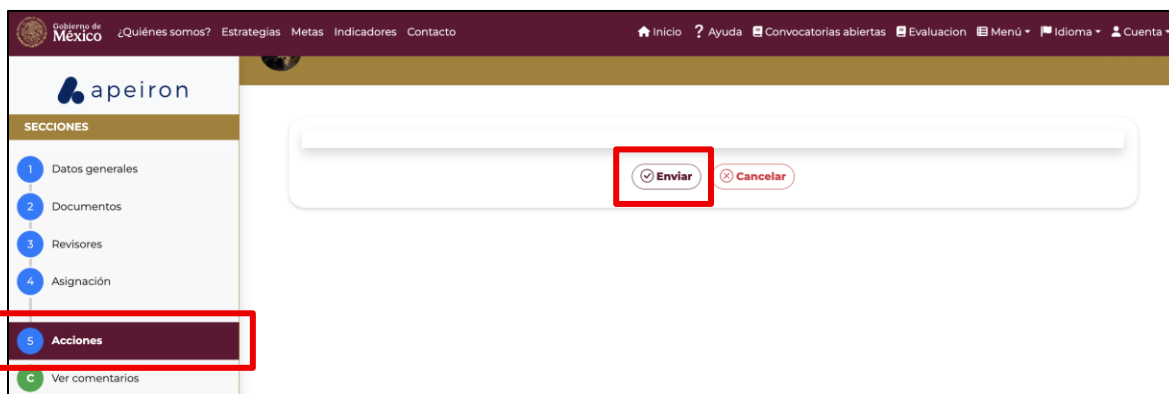 Gobierno de
México
¿Quiénes somos? Estrategias Metas Indicadores Contacto
Inicio ? Ayuda Convocatorias abiertas Evaluacion Menú Idioma Cuenta
apeiron
SECCIONES
1 Datos generales
2 Documentos
3 Revisores
4 Asignación
5 Acciones
C Ver comentarios
Enviar Cancelar